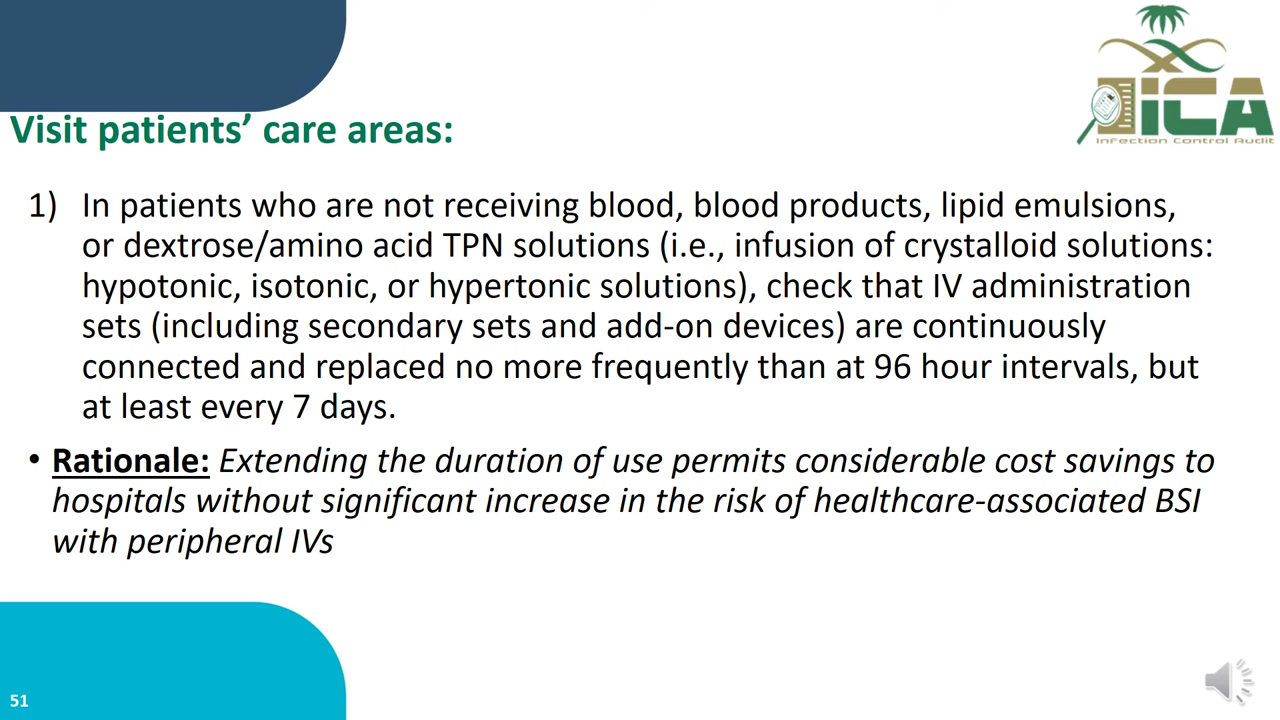 iCA
Infection Control Audit
Visit patients’ care areas:
1) In patients who are not receiving blood, blood products, lipid emulsions,
or dextrose/amino acid TPN solutions (i.e., infusion of crystalloid solutions:
hypotonic, isotonic, or hypertonic solutions), check that IV administration
sets (including secondary sets and add-on devices) are continuously
connected and replaced no more frequently than at 96 hour intervals, but
at least every 7 days.
• Rationale: Extending the duration of use permits considerable cost savings to
hospitals without significant increase in the risk of healthcare-associated BSI
with peripheral IVs
51